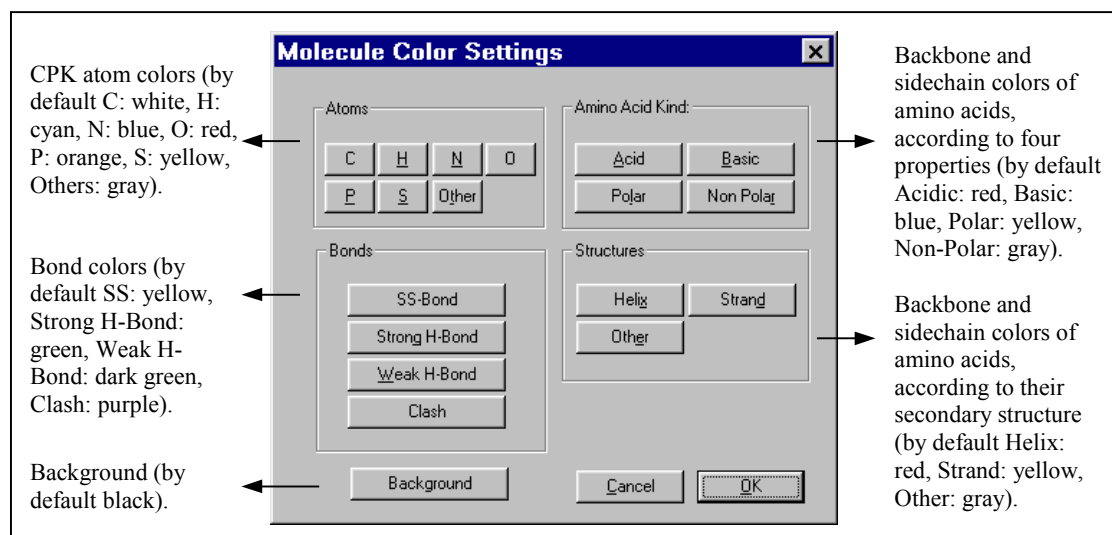 CPK atom colors (by
default C: white, H:
cyan, N: blue, O: red,
P: orange, S: yellow,
Others: gray).
Bond colors (by
default SS: yellow,
Strong H-Bond:
green, Weak H-
Bond: dark green,
Clash: purple).
Background (by
default black).
Molecule Color Settings
Atoms
C H N O
P S Other
Amino Acid Kind:
Acid Basic
Polar Non Polar
Bonds
SS-Bond
Strong H-Bond
Weak H-Bond
Clash
Structures
Helix Strand
Other
Background
Cancel OK
Backbone and
sidechain colors of
amino acids,
according to four
properties (by default
Acidic: red, Basic:
blue, Polar: yellow,
Non-Polar: gray).
Backbone and
sidechain colors of
amino acids,
according to their
secondary structure
(by default Helix:
red, Strand: yellow,
Other: gray).